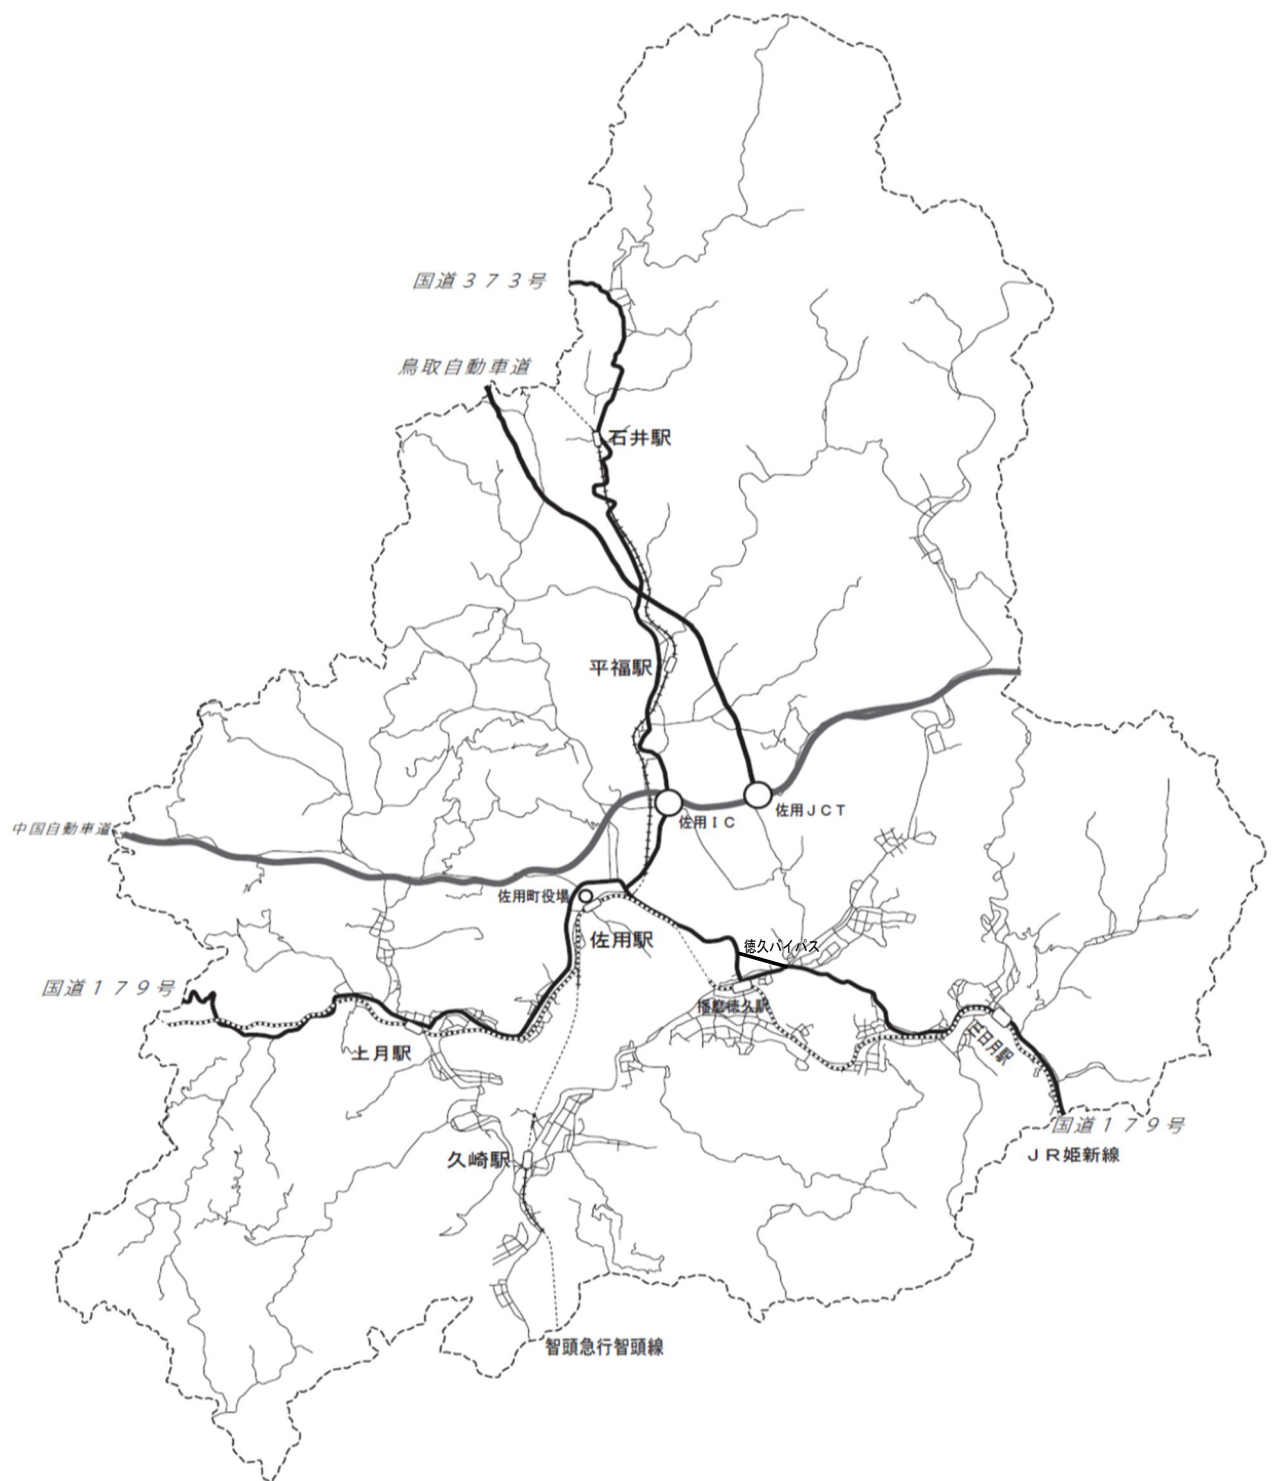 国道３７３号
鳥取自動車道
石井駅
平福駅
佐用ＩＣ
佐用ＪＣＴ
中国自動車道
佐用町役場
佐用駅
徳久バイパス
国道１７９号
播磨徳久駅
三日月駅
上月駅
国道１７９号
ＪＲ姫新線
久崎駅
智頭急行智頭線